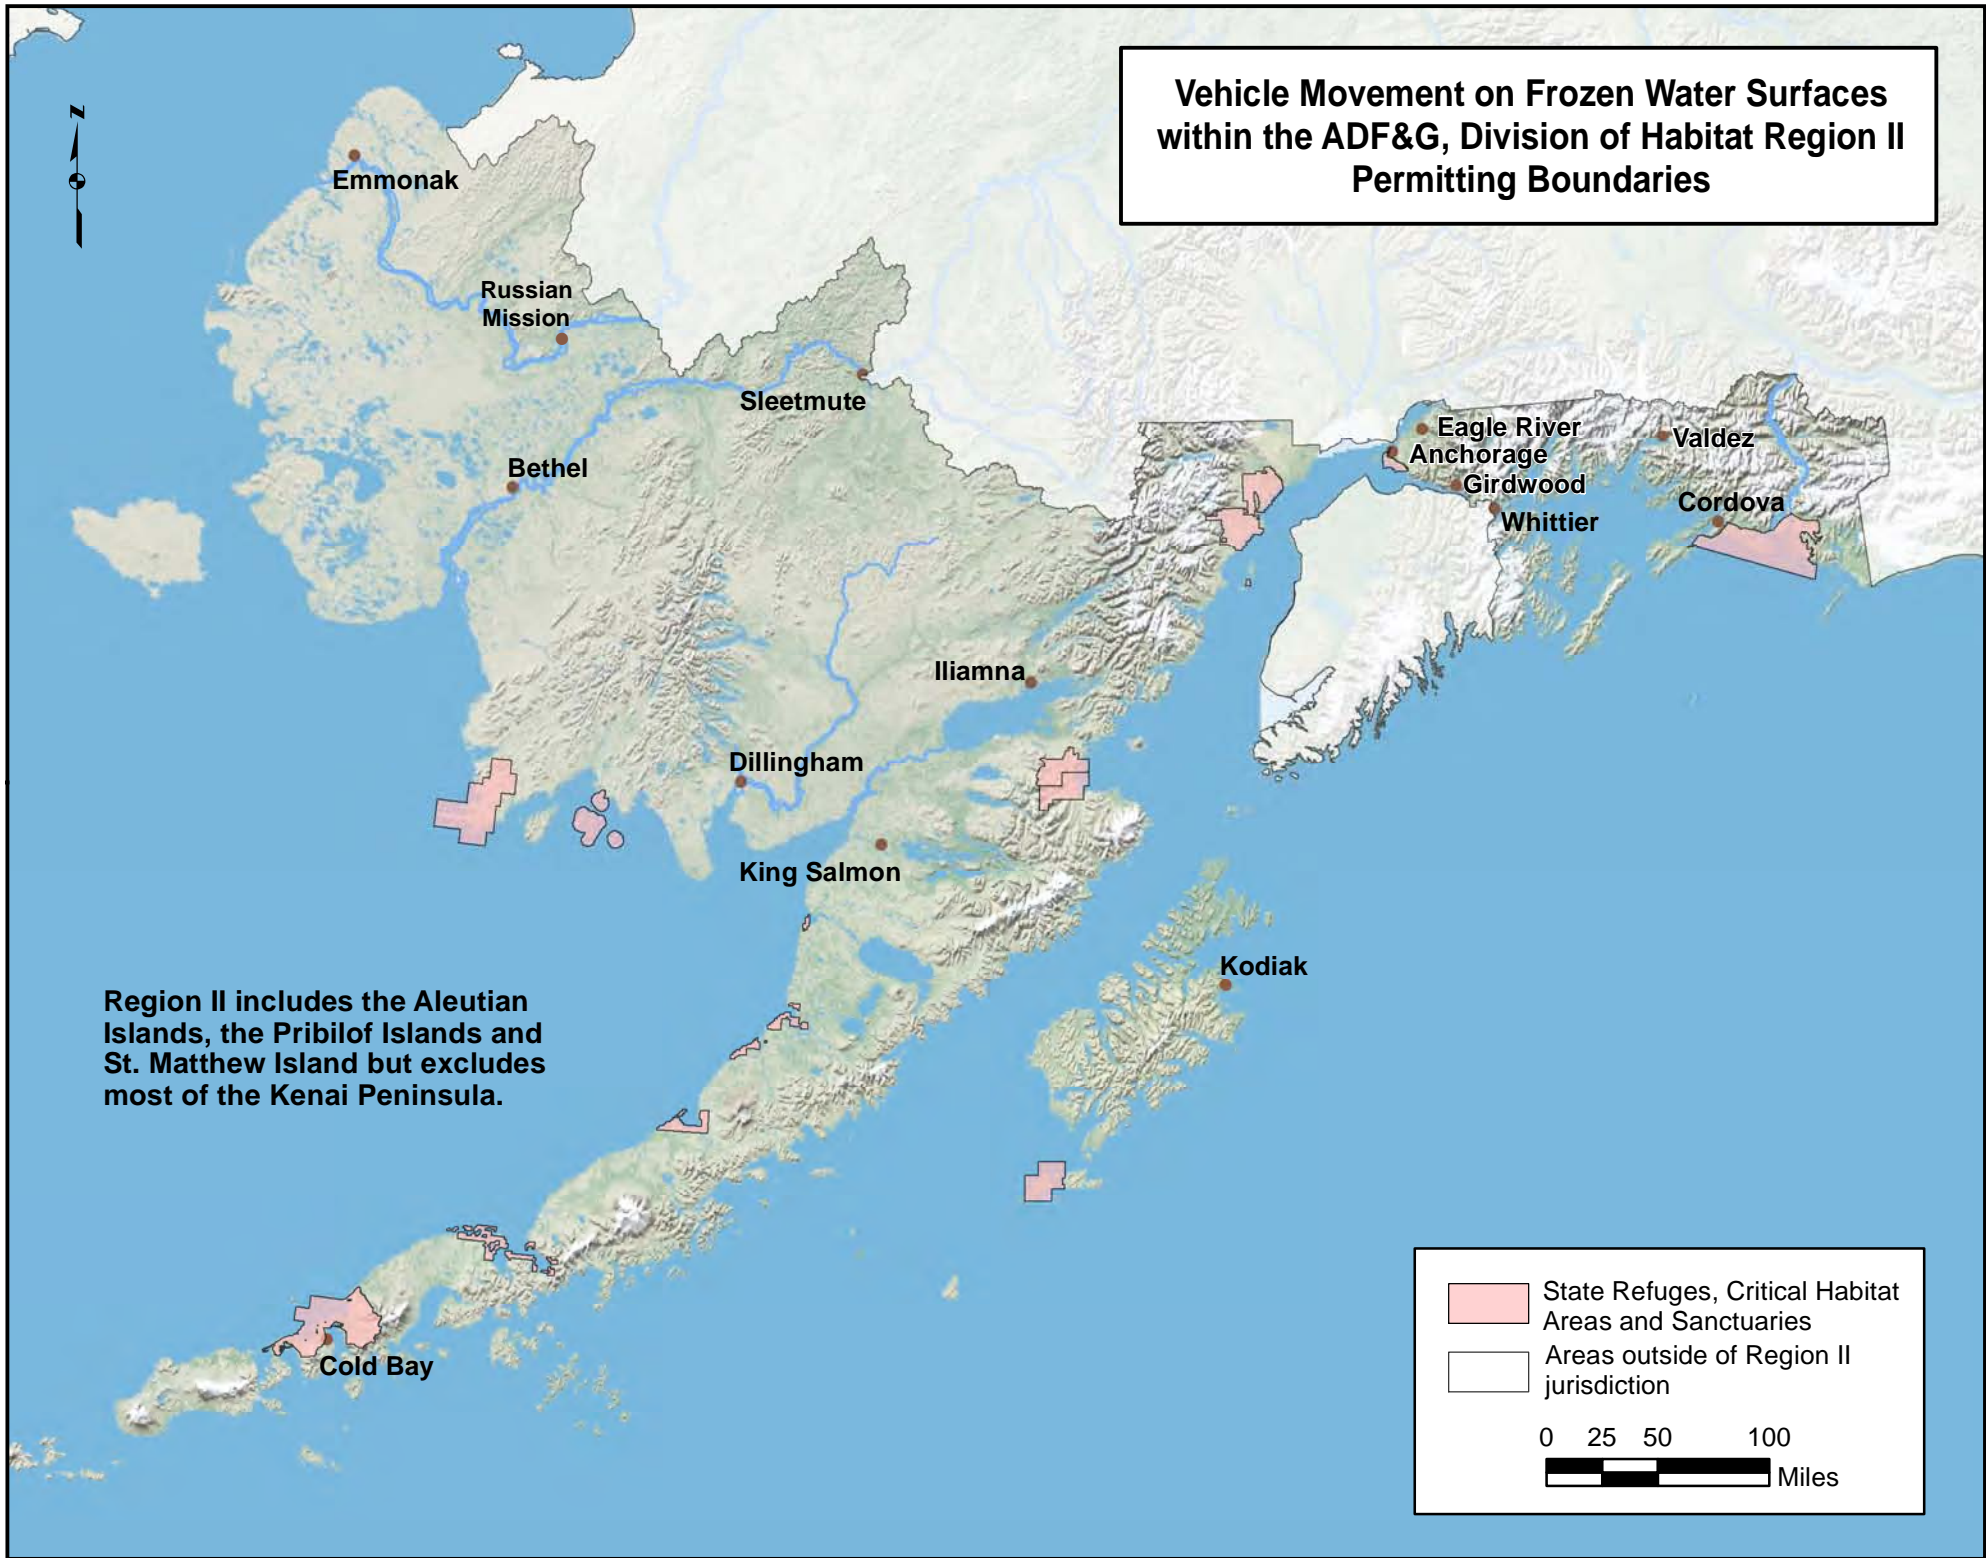 Vehicle Movement on Frozen Water Surfaces
within the ADF&G, Division of Habitat Region II
Permitting Boundaries
N
Emmonak
Russian
Mission
Sleetmute
Bethel
Eagle River
Anchorage
Girdwood
Whittier
Valdez
Cordova
Iliamna
Dillingham
King Salmon
Kodiak
Region II includes the Aleutian
Islands, the Pribilof Islands and
St. Matthew Island but excludes
most of the Kenai Peninsula.
Cold Bay
State Refuges, Critical Habitat
Areas and Sanctuaries
Areas outside of Region II
jurisdiction
0 25 50 100
Miles